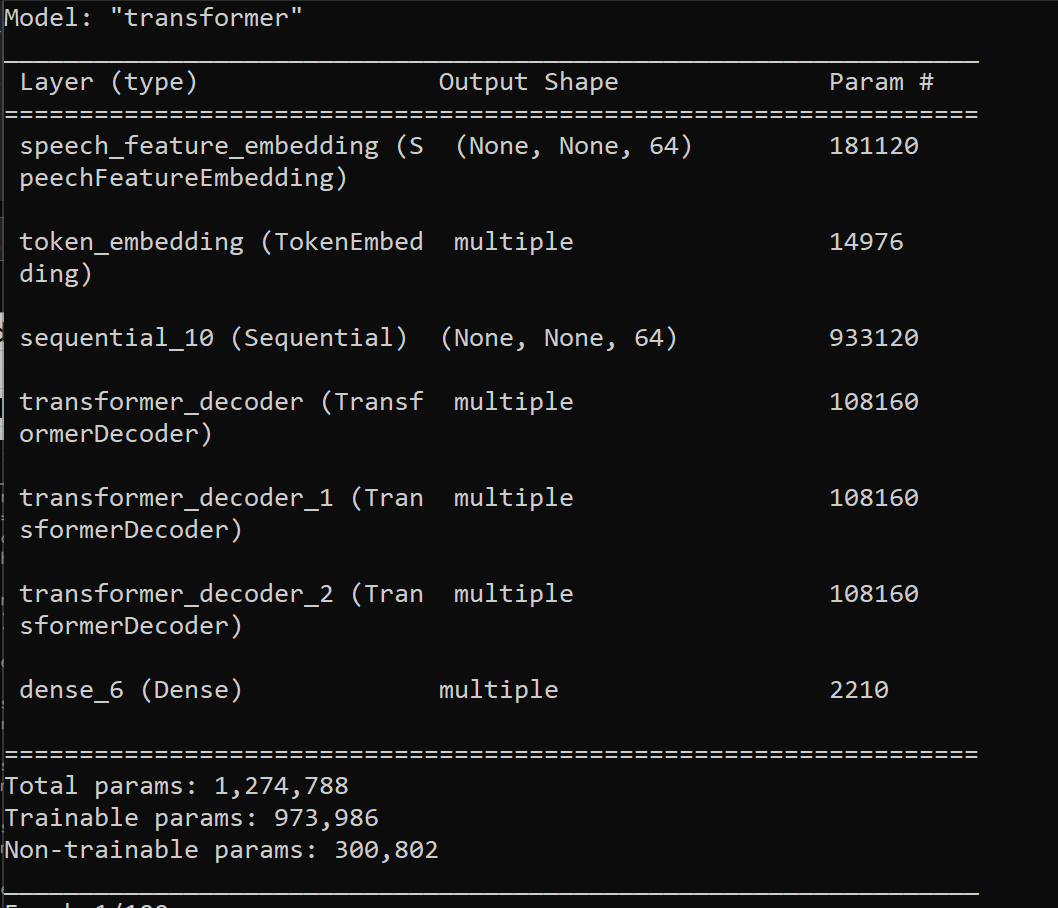 Model: "transformer"
Layer (type) Output Shape Param #
=================================================================
speech_feature_embedding (S (None, None, 64) 181120
peechFeatureEmbedding)
token_embedding (TokenEmbed multiple 14976
ding)
sequential_10 (Sequential) (None, None, 64) 933120
transformer_decoder (Transf multiple 108160
ormerDecoder)
transformer_decoder_1 (Tran multiple 108160
sformerDecoder)
transformer_decoder_2 (Tran multiple 108160
sformerDecoder)
dense_6 (Dense) multiple 2210
=================================================================
Total params: 1,274,788
Trainable params: 973,986
Non-trainable params: 300,802